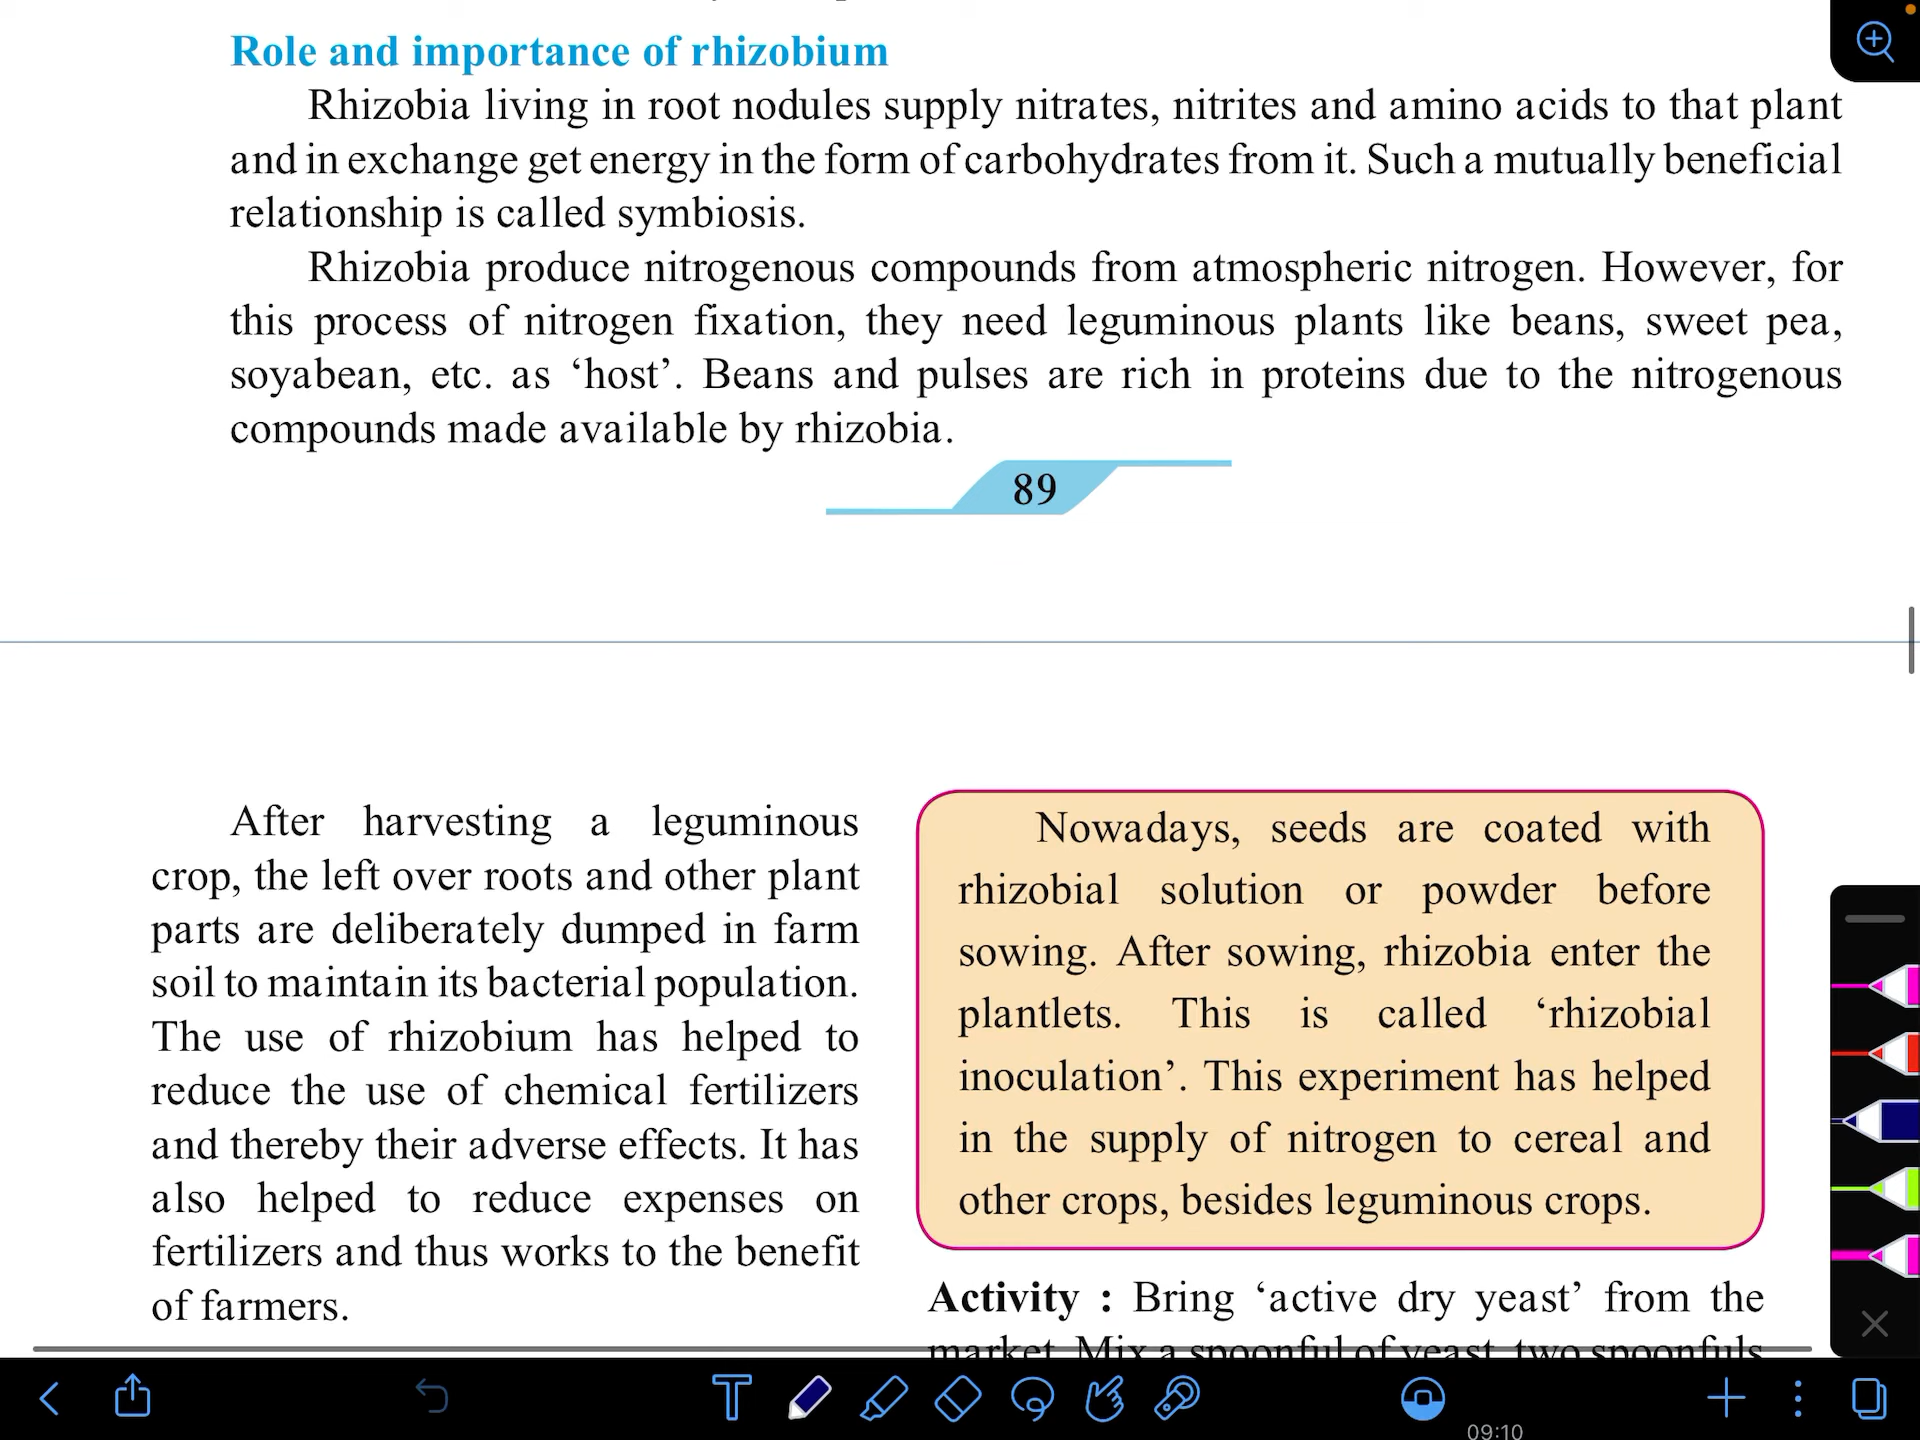 Role and importance of rhizobium
Rhizobia living in root nodules supply nitrates, nitrites and amino acids to that plant
and in exchange get energy in the form of carbohydrates from it. Such a mutually beneficial
relationship is called symbiosis.
Rhizobia produce nitrogenous compounds from atmospheric nitrogen. However, for
this process of nitrogen fixation, they need leguminous plants like beans, sweet pea,
soyabean, etc. as ‘host’. Beans and pulses are rich in proteins due to the nitrogenous
compounds made available by rhizobia.
89
After harvesting a leguminous
crop, the left over roots and other plant
parts are deliberately dumped in farm
soil to maintain its bacterial population.
The use of rhizobium has helped to
reduce the use of chemical fertilizers
and thereby their adverse effects. It has
also helped to reduce expenses on
fertilizers and thus works to the benefit
of farmers.
Nowadays, seeds are coated with
rhizobial solution or powder before
sowing. After sowing, rhizobia enter the
plantlets. This is called ‘rhizobial
inoculation’. This experiment has helped
in the supply of nitrogen to cereal and
other crops, besides leguminous crops.
Activity : Bring ‘active dry yeast’ from the
market. Mix a spoonful of yeast, two spoonfuls
09:10